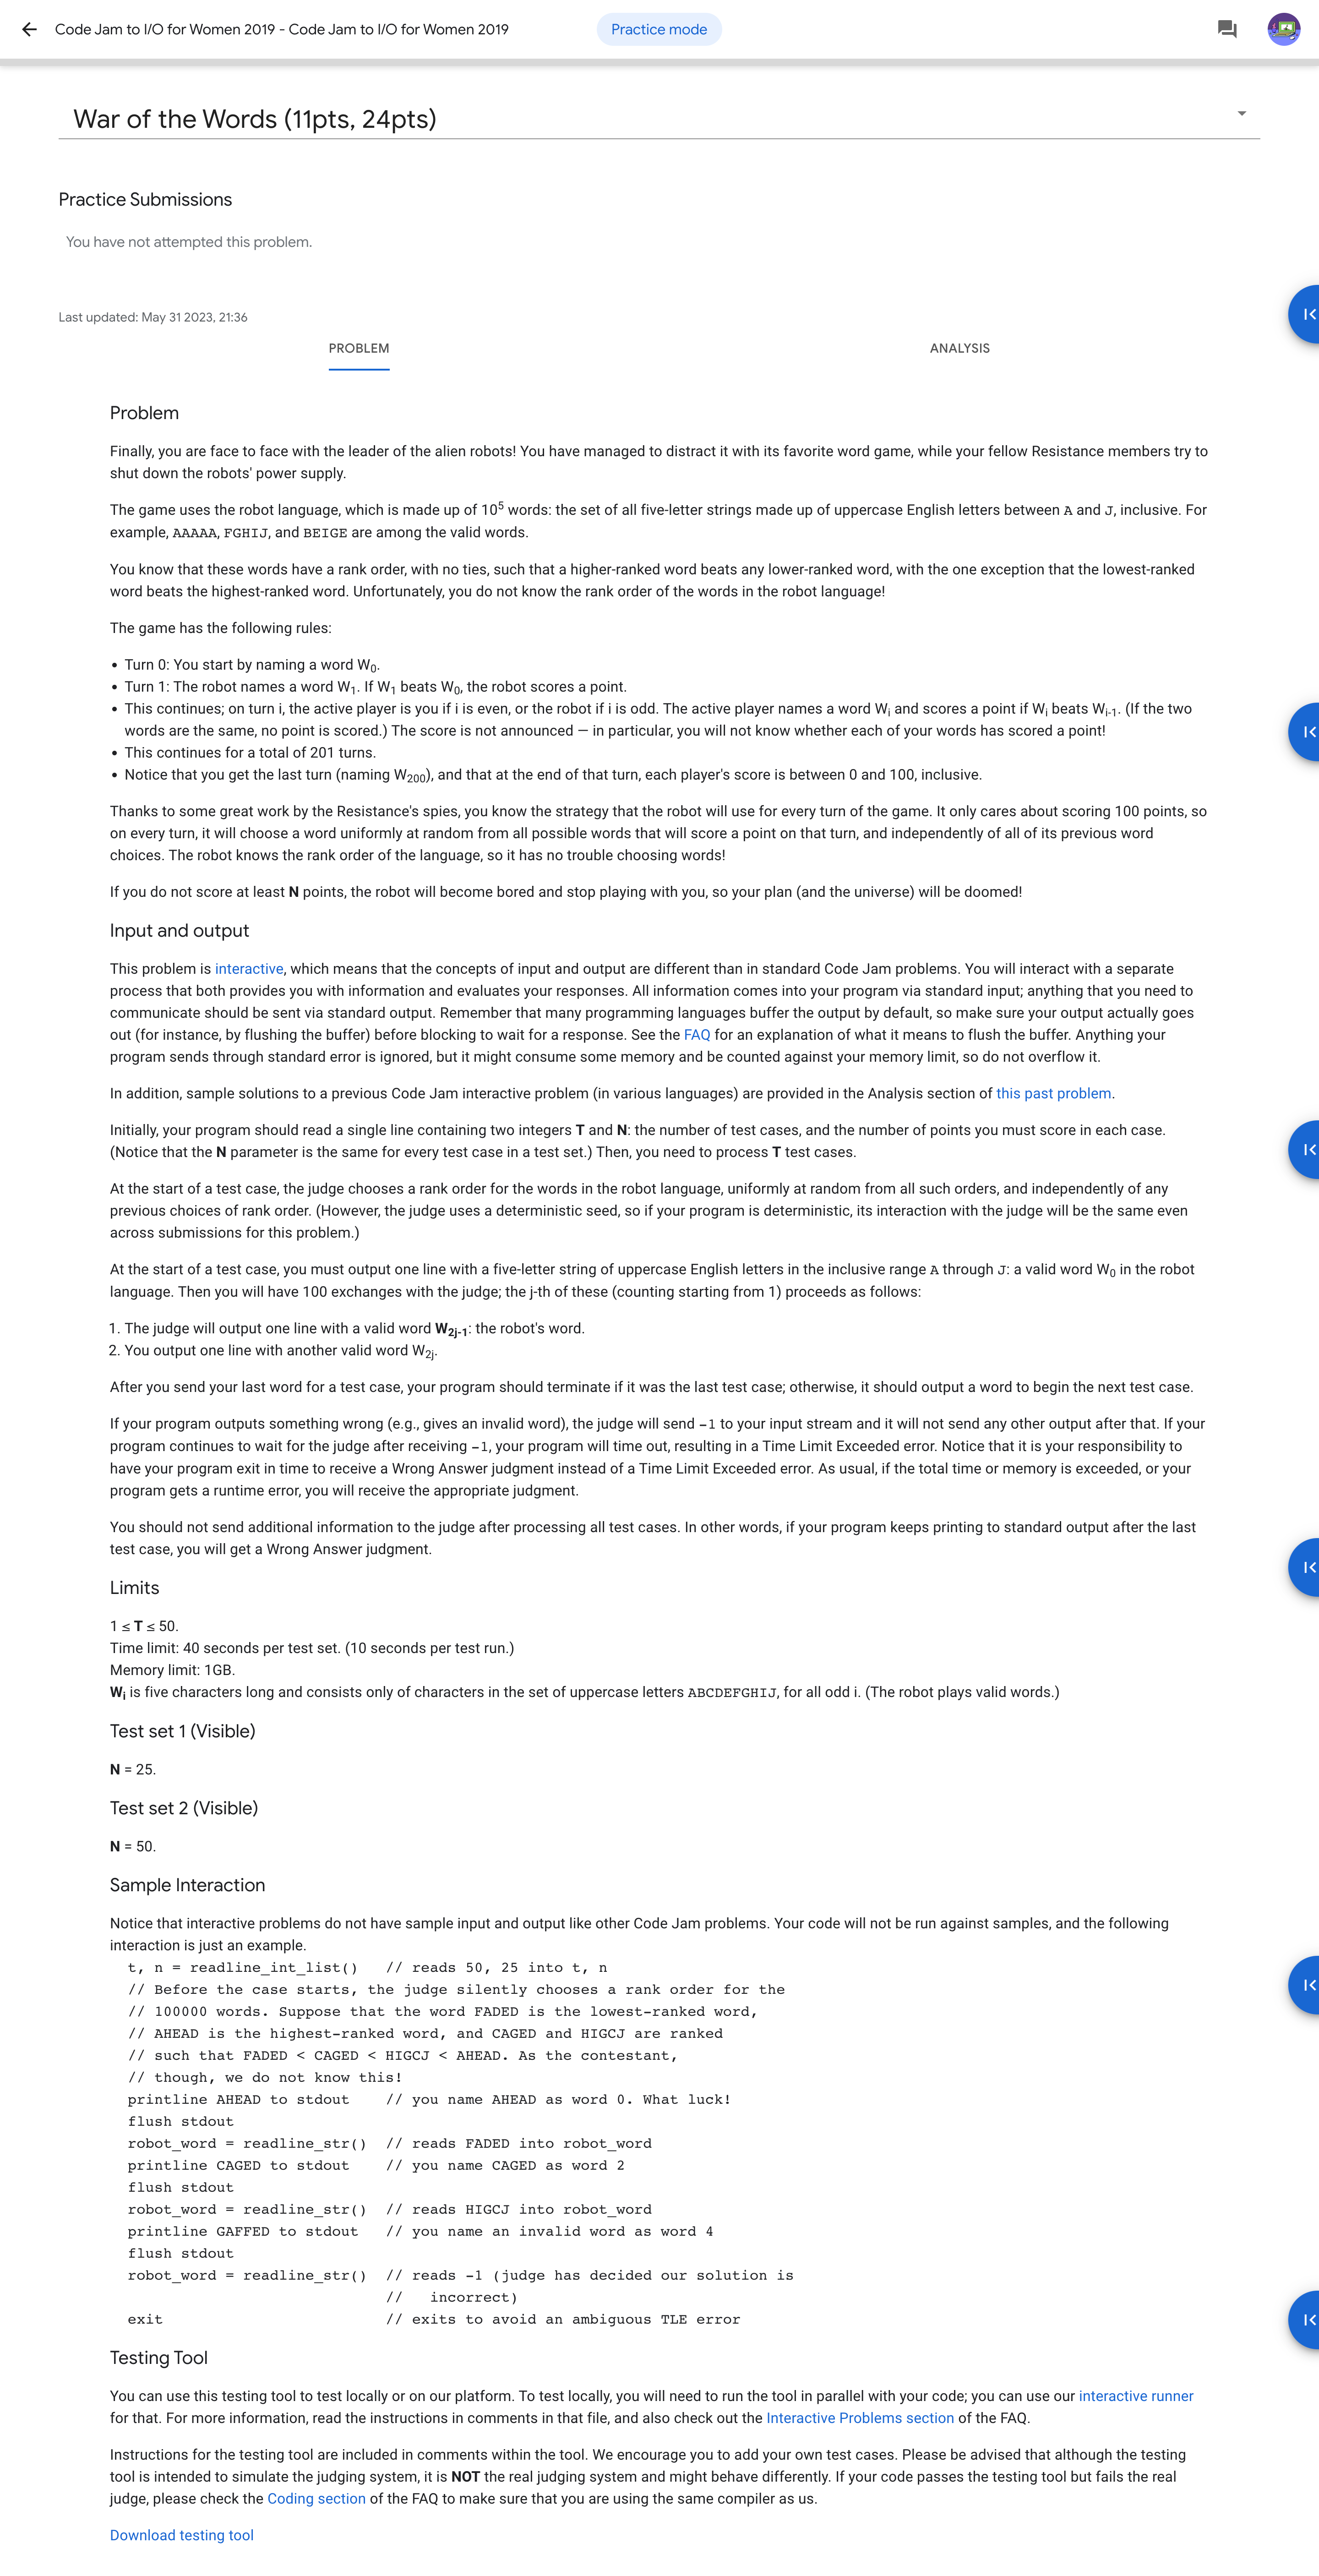 Code Jam to I/O for Women 2019 - Code Jam to I/O for Women 2019
Practice mode
War of the Words (11pts, 24pts)
Practice Submissions
You have not attempted this problem.
Last updated: May 31 2023, 21:36
PROBLEM
ANALYSIS
Problem
Finally, you are face to face with the leader of the alien robots! You have managed to distract it with its favorite word game, while your fellow Resistance members try to
shut down the robots' power supply.
The game uses the robot language, which is made up of 10^5 words: the set of all five-letter strings made up of uppercase English letters between A and J, inclusive. For
example, AAAAA, FGHIJ, and BEIGE are among the valid words.
You know that these words have a rank order, with no ties, such that a higher-ranked word beats any lower-ranked word, with the one exception that the lowest-ranked
word beats the highest-ranked word. Unfortunately, you do not know the rank order of the words in the robot language!
The game has the following rules:
• Turn 0: You start by naming a word W0.
• Turn 1: The robot names a word W1. If W1 beats W0, the robot scores a point.
• This continues; on turn i, the active player is you if i is even, or the robot if i is odd. The active player names a word Wi and scores a point if Wi beats Wi-1. (If the two
words are the same, no point is scored.) The score is not announced — in particular, you will not know whether each of your words has scored a point!
• This continues for a total of 201 turns.
• Notice that you get the last turn (naming W200), and that at the end of that turn, each player's score is between 0 and 100, inclusive.
Thanks to some great work by the Resistance's spies, you know the strategy that the robot will use for every turn of the game. It only cares about scoring 100 points, so
on every turn, it will choose a word uniformly at random from all possible words that will score a point on that turn, and independently of all of its previous word
choices. The robot knows the rank order of the language, so it has no trouble choosing words!
If you do not score at least N points, the robot will become bored and stop playing with you, so your plan (and the universe) will be doomed!
Input and output
This problem is interactive, which means that the concepts of input and output are different than in standard Code Jam problems. You will interact with a separate
process that both provides you with information and evaluates your responses. All information comes into your program via standard input; anything that you need to
communicate should be sent via standard output. Remember that many programming languages buffer the output by default, so make sure your output actually goes
out (for instance, by flushing the buffer) before blocking to wait for a response. See the FAQ for an explanation of what it means to flush the buffer. Anything your
program sends through standard error is ignored, but it might consume some memory and be counted against your memory limit, so do not overflow it.
In addition, sample solutions to a previous Code Jam interactive problem (in various languages) are provided in the Analysis section of this past problem.
Initially, your program should read a single line containing two integers T and N: the number of test cases, and the number of points you must score in each case.
(Notice that the N parameter is the same for every test case in a test set.) Then, you need to process T test cases.
At the start of a test case, the judge chooses a rank order for the words in the robot language, uniformly at random from all such orders, and independently of any
previous choices of rank order. (However, the judge uses a deterministic seed, so if your program is deterministic, its interaction with the judge will be the same even
across submissions for this problem.)
At the start of a test case, you must output one line with a five-letter string of uppercase English letters in the inclusive range A through J: a valid word W0 in the robot
language. Then you will have 100 exchanges with the judge; the j-th of these (counting starting from 1) proceeds as follows:
1. The judge will output one line with a valid word W2j-1: the robot's word.
2. You output one line with another valid word W2j.
After you send your last word for a test case, your program should terminate if it was the last test case; otherwise, it should output a word to begin the next test case.
If your program outputs something wrong (e.g., gives an invalid word), the judge will send -1 to your input stream and it will not send any other output after that. If your
program continues to wait for the judge after receiving -1, your program will time out, resulting in a Time Limit Exceeded error. Notice that it is your responsibility to
have your program exit in time to receive a Wrong Answer judgment instead of a Time Limit Exceeded error. As usual, if the total time or memory is exceeded, or your
program gets a runtime error, you will receive the appropriate judgment.
You should not send additional information to the judge after processing all test cases. In other words, if your program keeps printing to standard output after the last
test case, you will get a Wrong Answer judgment.
Limits
1 ≤ T ≤ 50.
Time limit: 40 seconds per test set. (10 seconds per test run.)
Memory limit: 1GB.
Wi is five characters long and consists only of characters in the set of uppercase letters ABCDEFGHIJ, for all odd i. (The robot plays valid words.)
Test set 1 (Visible)
N = 25.
Test set 2 (Visible)
N = 50.
Sample Interaction
Notice that interactive problems do not have sample input and output like other Code Jam problems. Your code will not be run against samples, and the following
interaction is just an example.
t, n = readline_int_list()   // reads 50, 25 into t, n
// Before the case starts, the judge silently chooses a rank order for the
// 100000 words. Suppose that the word FADED is the lowest-ranked word,
// AHEAD is the highest-ranked word, and CAGED and HIGCJ are ranked
// such that FADED < CAGED < HIGCJ < AHEAD. As the contestant,
// though, we do not know this!
printline AHEAD to stdout    // you name AHEAD as word 0. What luck!
flush stdout
robot_word = readline_str()  // reads FADED into robot_word
printline CAGED to stdout    // you name CAGED as word 2
flush stdout
robot_word = readline_str()  // reads HIGCJ into robot_word
printline GAFFED to stdout   // you name an invalid word as word 4
flush stdout
robot_word = readline_str()  // reads -1 (judge has decided our solution is
//   incorrect)
exit                         // exits to avoid an ambiguous TLE error
Testing Tool
You can use this testing tool to test locally or on our platform. To test locally, you will need to run the tool in parallel with your code; you can use our interactive runner
for that. For more information, read the instructions in comments in that file, and also check out the Interactive Problems section of the FAQ.
Instructions for the testing tool are included in comments within the tool. We encourage you to add your own test cases. Please be advised that although the testing
tool is intended to simulate the judging system, it is NOT the real judging system and might behave differently. If your code passes the testing tool but fails the real
judge, please check the Coding section of the FAQ to make sure that you are using the same compiler as us.
Download testing tool